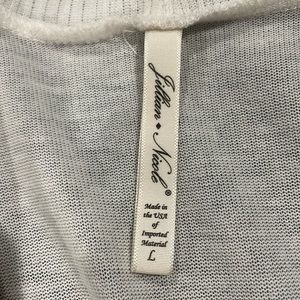 Jillian ◆ Nicole®
Made in
the USA
of
Imported
Material
L